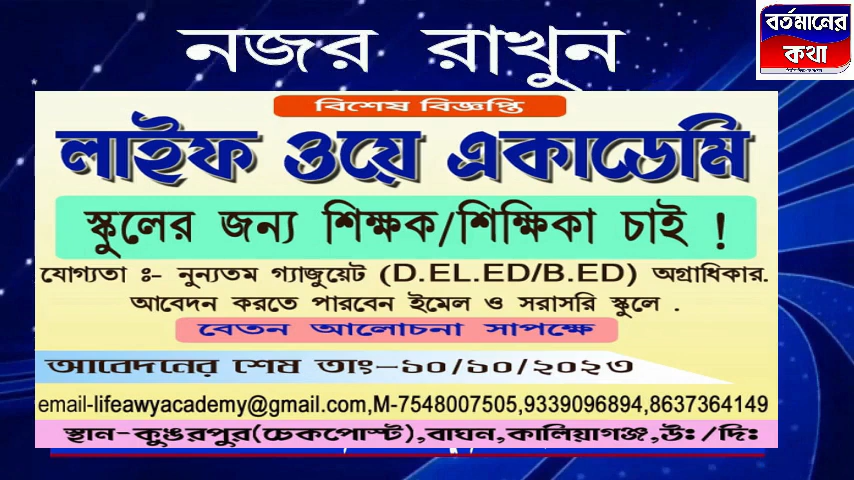 নজর রাখুন
বর্তমানের
কথা
বিশেষ বিজ্ঞপ্তি
লাইফ ওয়ে একাডেমি
স্কুলের জন্য শিক্ষক/শিক্ষিকা চাই !
যোগ্যতা ঃ- নুন্যতম গ্যাজুয়েট (D.EL.ED/B.ED) অগ্রাধিকার.
আবেদন করতে পারবেন ইমেল ও সরাসরি স্কুলে .
বেতন আলোচনা সাপক্ষে
আবেদনের শেষ তাং-১০/১০/২০২৩
email-lifeawyacademy@gmail.com,M-7548007505,9339096894,8637364149
স্থান-কুঙরপুর(চেকপোস্ট),বাঘন,কালিয়াগঞ্জ,উঃ/দিঃ